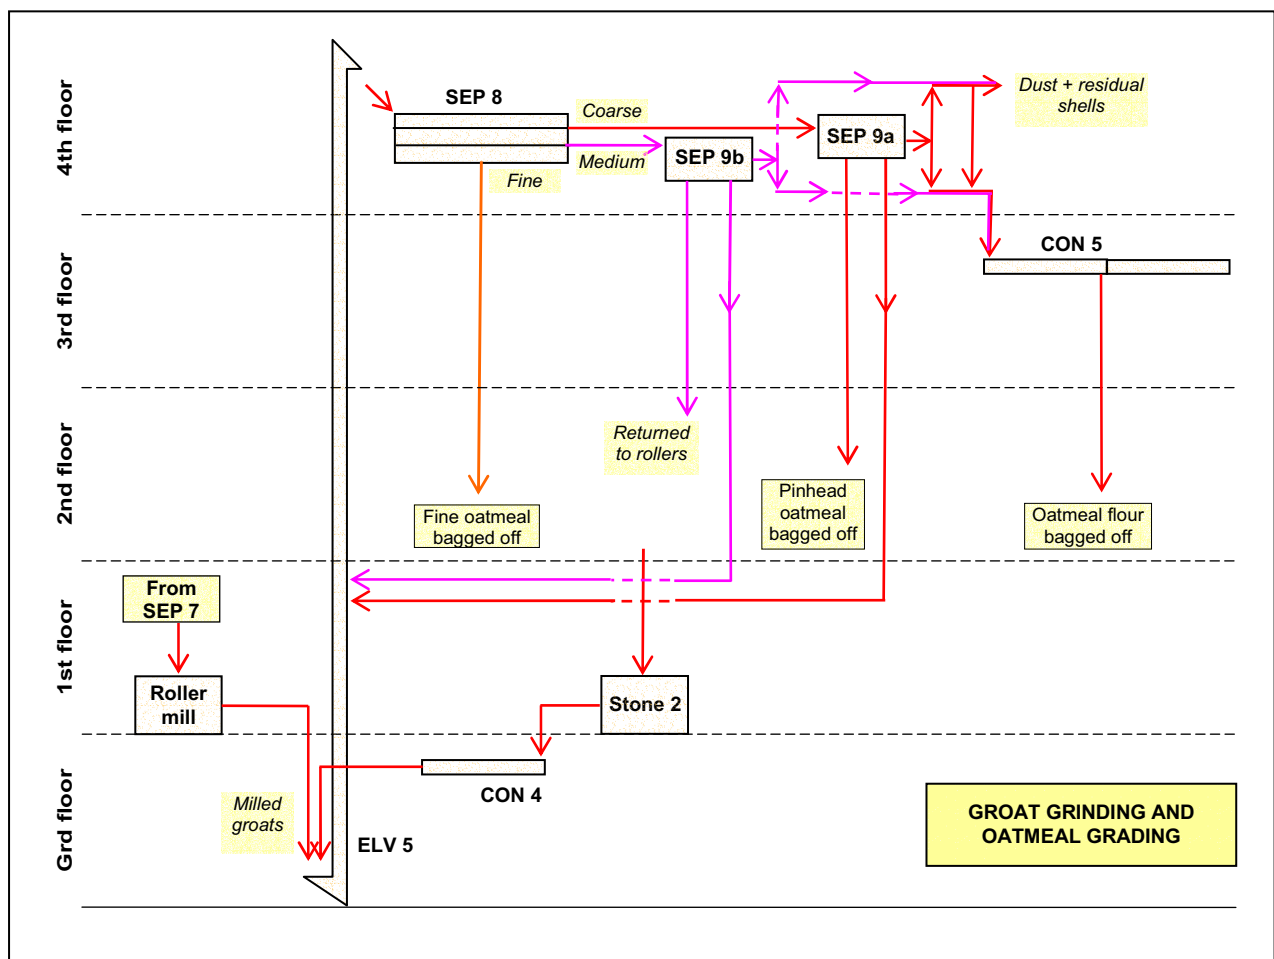 4th floor
SEP 8
Coarse
Medium
Fine
SEP 9b
SEP 9a
Dust + residual
shells
3rd floor
CON 5
2nd floor
Returned
to rollers
Fine oatmeal
bagged off
Pinhead
oatmeal
bagged off
Oatmeal flour
bagged off
1st floor
From
SEP 7
Roller
mill
Stone 2
Grd floor
CON 4
Milled
groats
ELV 5
GROAT GRINDING AND
OATMEAL GRADING